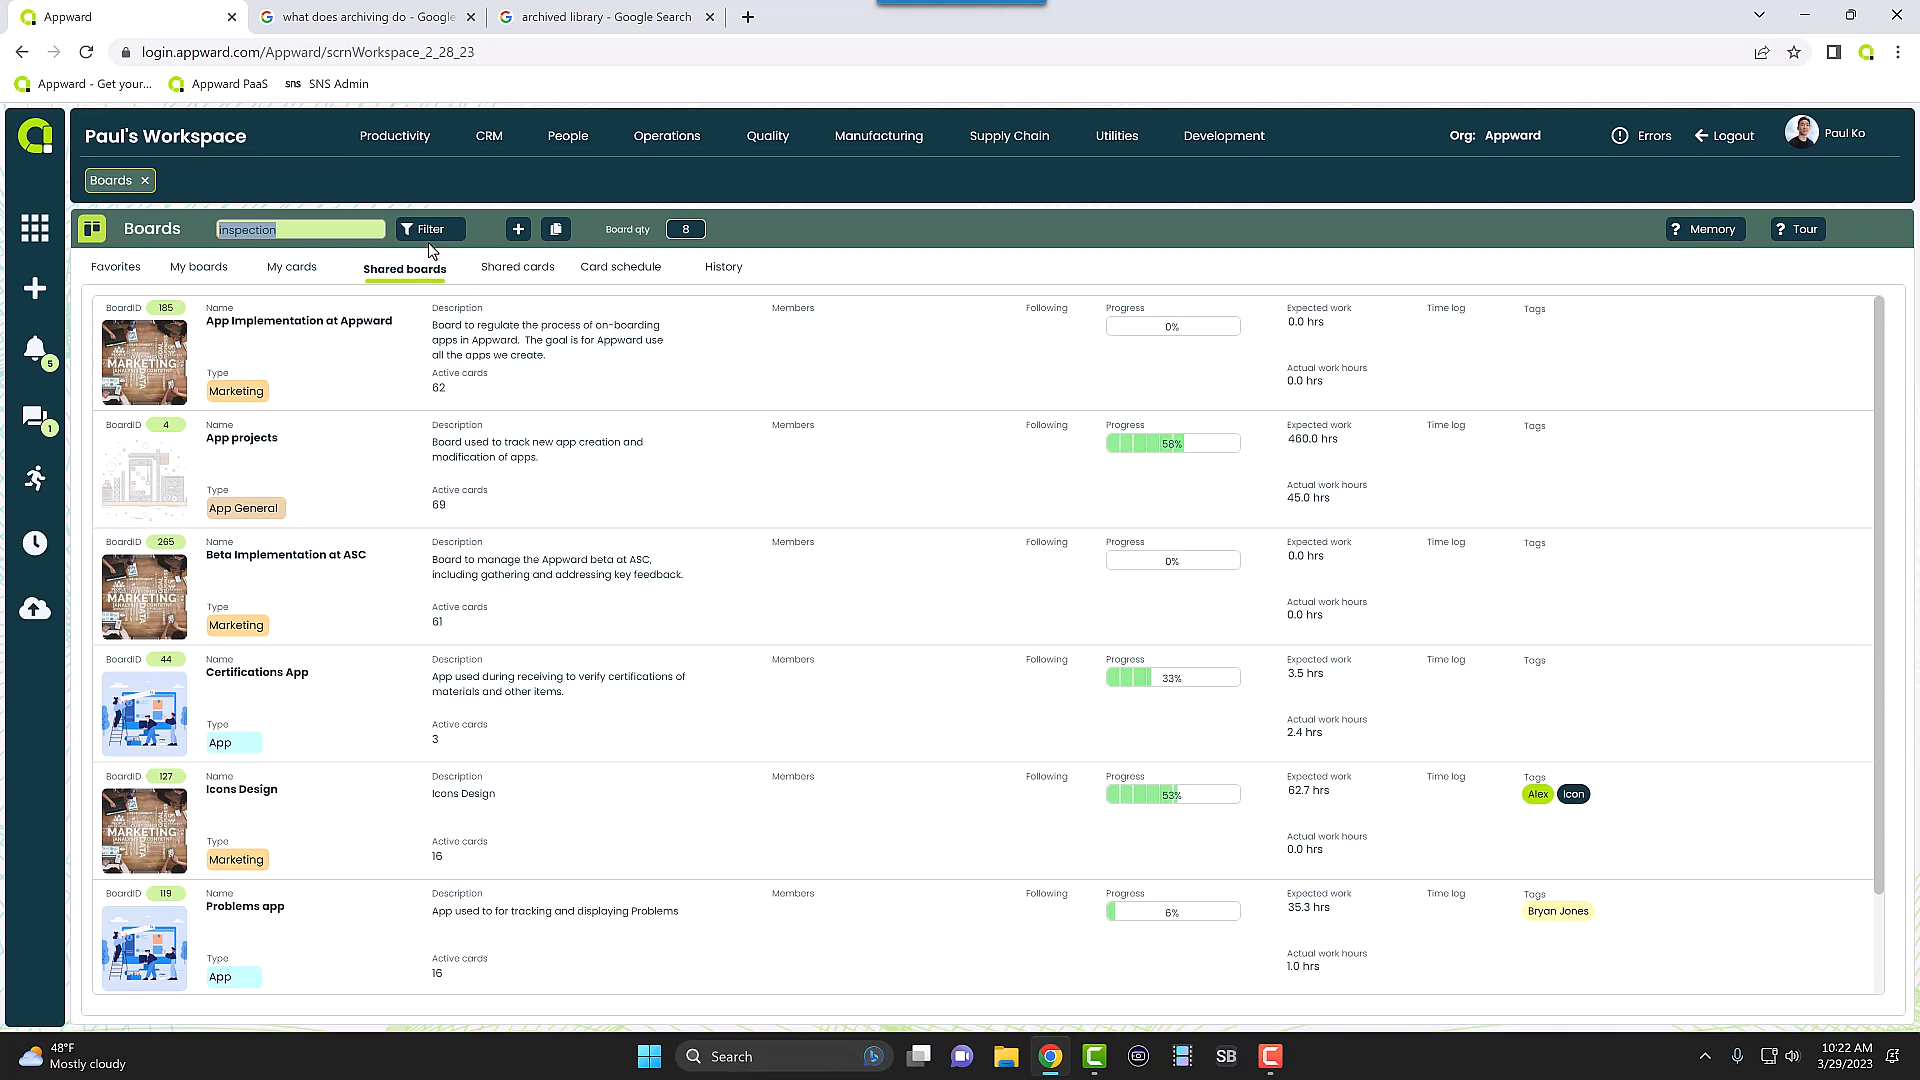 Appward
what does archiving do - Google
archived library - Google Search
login.appward.com/Appward/scrnWorkspace_2_28_23
Appward - Get your...
Appward PaaS
sns SNS Admin
Paul's Workspace
Productivity
CRM
People
Operations
Quality
Manufacturing
Supply Chain
Utilities
Development
Org: Appward
Errors
Logout
Paul Ko
Boards
Boards
inspection
Filter
Board qty
8
? Memory
? Tour
Favorites
My boards
My cards
Shared boards
Shared cards
Card schedule
History
5
1
BoardID 185
Name
App Implementation at Appward
Type
Marketing
Description
Board to regulate the process of on-boarding
apps in Appward. The goal is for Appward use
all the apps we create.
Active cards
62
Members
Following
Progress
0%
Expected work
0.0 hrs
Actual work hours
0.0 hrs
Time log
Tags
MARKETING
BoardID 4
Name
App projects
Type
App General
Description
Board used to track new app creation and
modification of apps.
Active cards
69
Members
Following
Progress
58%
Expected work
460.0 hrs
Actual work hours
45.0 hrs
Time log
Tags
BoardID 265
Name
Beta Implementation at ASC
Type
Marketing
Description
Board to manage the Appward beta at ASC,
including gathering and addressing key feedback.
Active cards
61
Members
Following
Progress
0%
Expected work
0.0 hrs
Actual work hours
0.0 hrs
Time log
Tags
MARKETING
BoardID 44
Name
Certifications App
Type
App
Description
App used during receiving to verify certifications of
materials and other items.
Active cards
3
Members
Following
Progress
33%
Expected work
3.5 hrs
Actual work hours
2.4 hrs
Time log
Tags
BoardID 127
Name
Icons Design
Type
Marketing
Description
Icons Design
Active cards
16
Members
Following
Progress
53%
Expected work
62.7 hrs
Actual work hours
0.0 hrs
Time log
Tags
Alex
Icon
MARKETING
BoardID 119
Name
Problems app
Type
App
Description
App used to for tracking and displaying Problems
Active cards
16
Members
Following
Progress
6%
Expected work
35.3 hrs
Actual work hours
1.0 hrs
Time log
Tags
Bryan Jones
48°F
Mostly cloudy
Search
SB
10:22 AM
3/29/2023